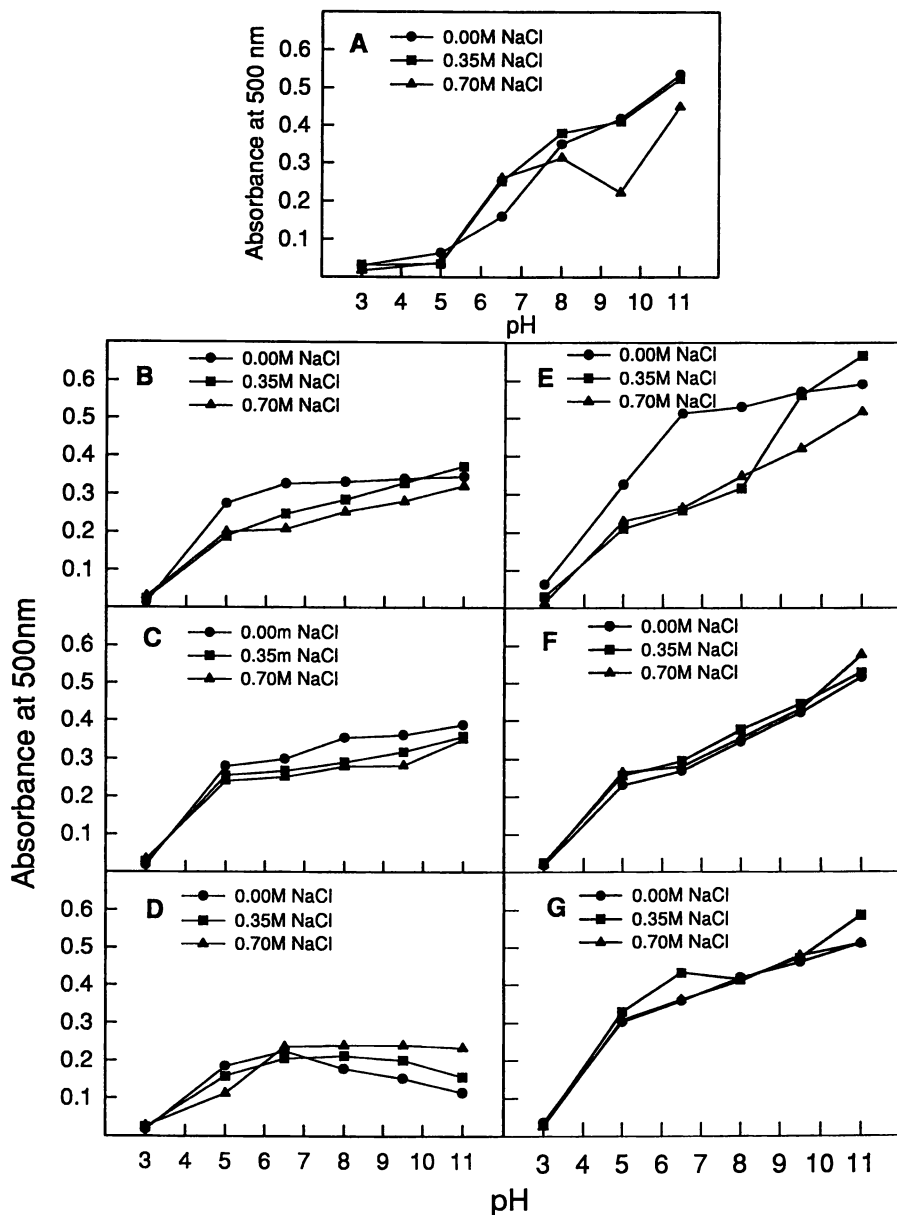 A
0.00M NaCl
0.35M NaCl
0.70M NaCl
Absorbance at 500 nm
0.6
0.5
0.4
0.3
0.2
0.1
3 4 5 6 7 8 9 10 11
pH
B
0.00M NaCl
0.35M NaCl
0.70M NaCl
0.6
0.5
0.4
0.3
0.2
0.1
E
0.00M NaCl
0.35M NaCl
0.70M NaCl
C
0.00m NaCl
0.35m NaCl
0.70M NaCl
0.6
0.5
0.4
0.3
0.2
0.1
F
0.00M NaCl
0.35M NaCl
0.70M NaCl
Absorbance at 500nm
D
0.00M NaCl
0.35M NaCl
0.70M NaCl
0.6
0.5
0.4
0.3
0.2
0.1
3 4 5 6 7 8 9 10 11
G
0.00M NaCl
0.35M NaCl
0.70M NaCl
3 4 5 6 7 8 9 10 11
pH